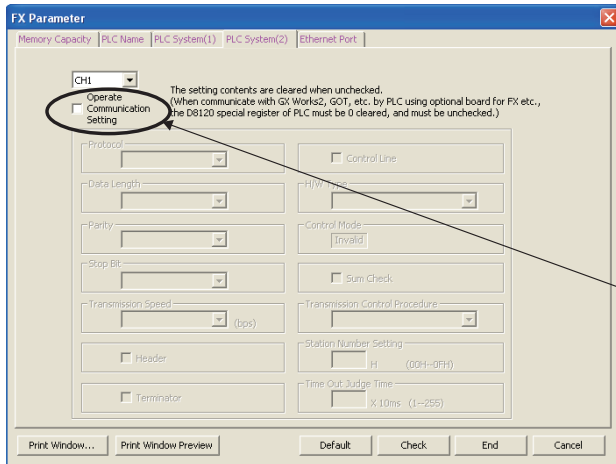 FX Parameter
Memory Capacity PLC Name PLC System(1) PLC System(2) Ethernet Port
CH1
The setting contents are cleared when unchecked.
(When communicate with GX Works2, GOT, etc. by PLC using optional board for FX etc.,
the D8120 special register of PLC must be 0 cleared, and must be unchecked.)
Operate
Communication
Setting
Protocol
Control Line
Data Length
H/W Type
Parity
Control Mode
Invalid
Stop Bit
Sum Check
Transmission Speed
(bps)
Transmission Control Procedure
Header
Station Number Setting
H (00H--0FH)
Terminator
Time Out Judge Time
X 10ms (1--255)
Print Window... Print Window Preview Default Check End Cancel